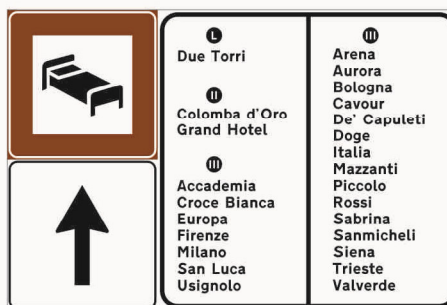 L
Due Torri
II
Colomba d'Oro
Grand Hotel
III
Accademia
Croce Bianca
Europa
Firenze
Milano
San Luca
Usignolo
III
Arena
Aurora
Bologna
Cavour
De' Capuleti
Doge
Italia
Mazzanti
Piccolo
Rossi
Sabrina
Sanmicheli
Siena
Trieste
Valverde